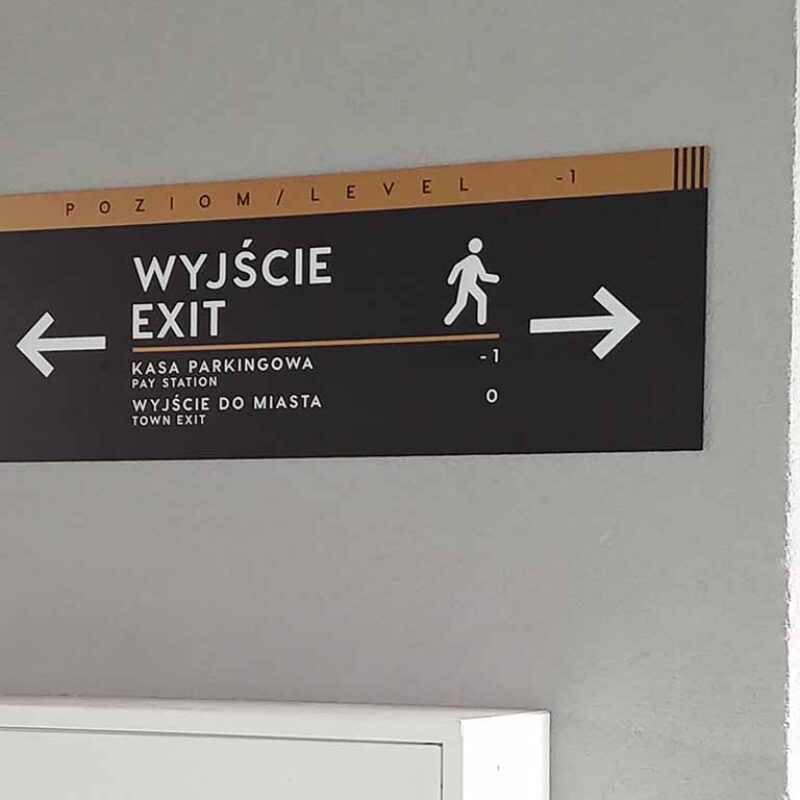 POZIOM/LEVEL -1
WYJŚCIE
EXIT
KASA PARKINGOWA -1
PAY STATION
WYJŚCIE DO MIASTA 0
TOWN EXIT